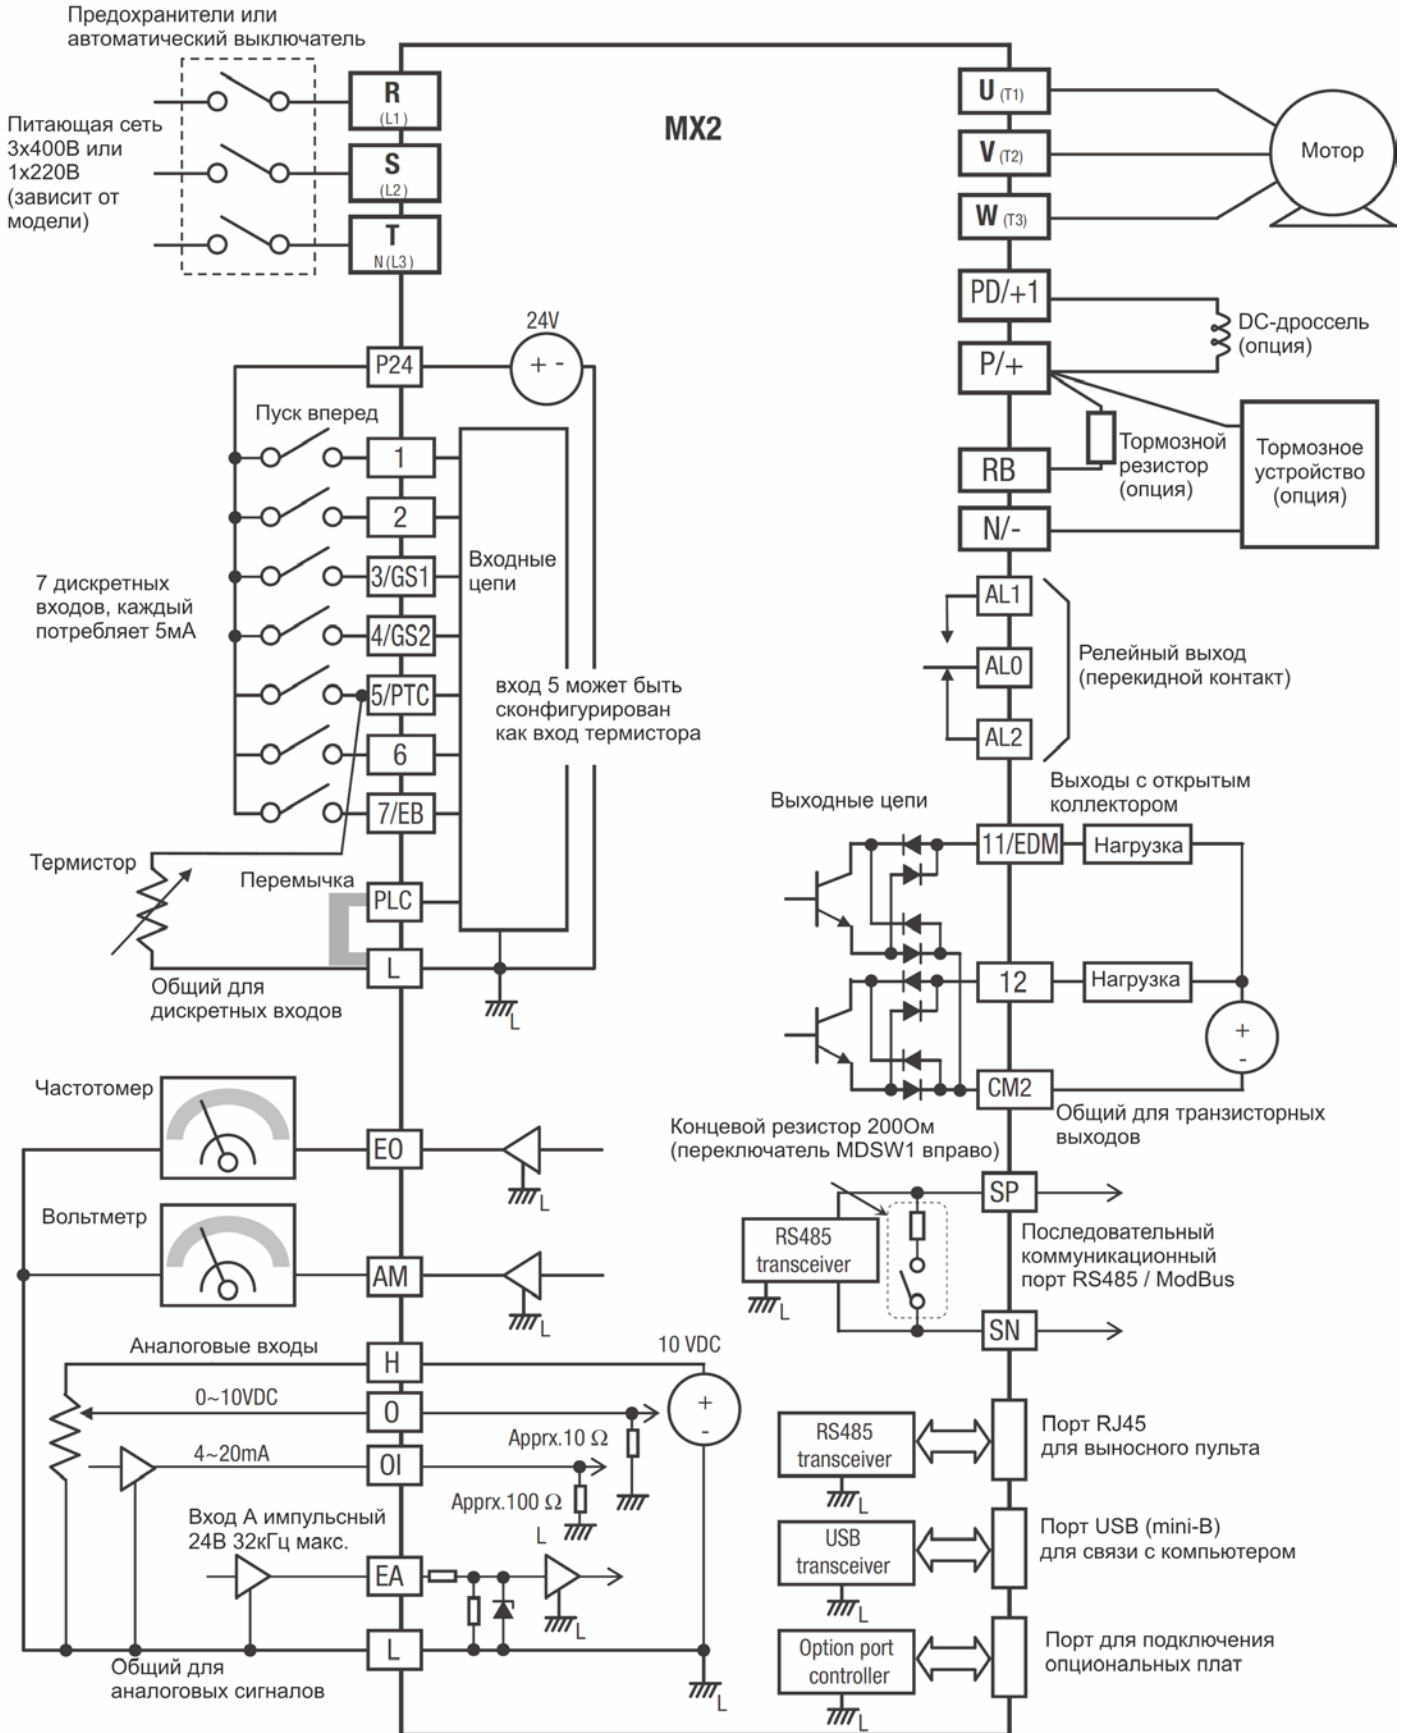 Предохранители или
автоматический выключатель
Питающая сеть
3х400В или
1х220В
(зависит от
модели)
R
(L1)
S
(L2)
T
N (L3)
MX2
U (T1)
V (T2)
W (T3)
Мотор
PD/+1
P/+
RB
N/-
DC-дроссель
(опция)
Тормозной
резистор
(опция)
Тормозное
устройство
(опция)
24V
+ -
P24
Пуск вперед
1
2
3/GS1
4/GS2
5/PTC
6
7/EB
PLC
L
7 дискретных
входов, каждый
потребляет 5мА
Входные
цепи
вход 5 может быть
сконфигурирован
как вход термистора
Термистор
Перемычка
Общий для
дискретных входов
L
AL1
AL0
AL2
Релейный выход
(перекидной контакт)
Выходные цепи
Выходы с открытым
коллектором
11/EDM
Нагрузка
12
Нагрузка
+
-
CM2
Общий для транзисторных
выходов
Частотомер
EO
L
Вольтметр
AM
L
Концевой резистор 200Ом
(переключатель MDSW1 вправо)
RS485
transceiver
L
SP
SN
Последовательный
коммуникационный
порт RS485 / ModBus
Аналоговые входы
H
10 VDC
+
-
0~10VDC
O
Apprx.10 Ω
4~20mA
OI
Apprx.100 Ω
L
Вход А импульсный
24В 32кГц макс.
EA
L
L
Общий для
аналоговых сигналов
L
RS485
transceiver
L
Порт RJ45
для выносного пульта
USB
transceiver
L
Порт USB (mini-B)
для связи с компьютером
Option port
controller
L
Порт для подключения
опциональных плат